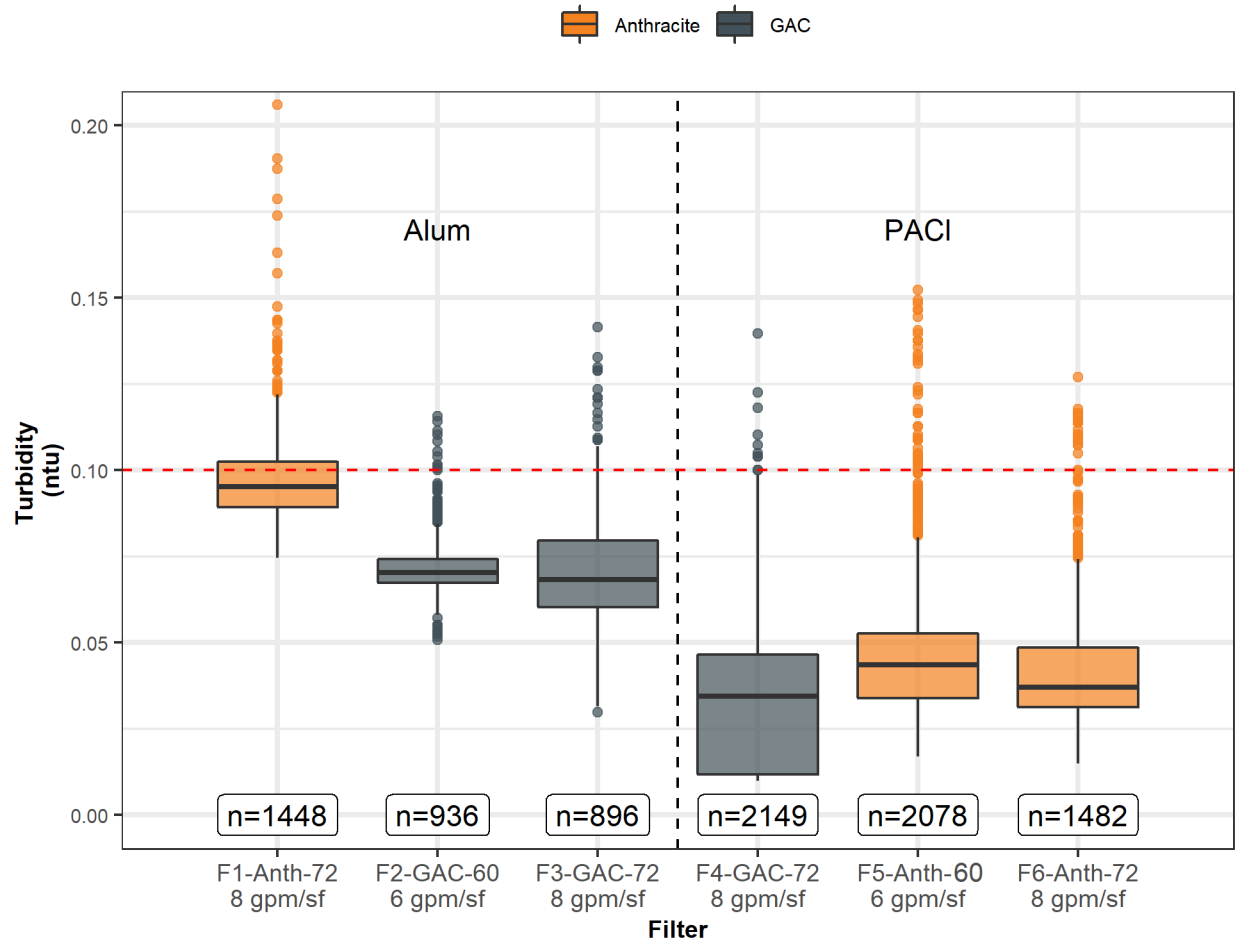 Anthracite GAC
Turbidity
(ntu)
0.20
0.15
0.10
0.05
0.00
Alum PACl
n=1448 n=936 n=896 n=2149 n=2078 n=1482
F1-Anth-72 F2-GAC-60 F3-GAC-72 F4-GAC-72 F5-Anth-60 F6-Anth-72
8 gpm/sf 6 gpm/sf 8 gpm/sf 8 gpm/sf 6 gpm/sf 8 gpm/sf
Filter